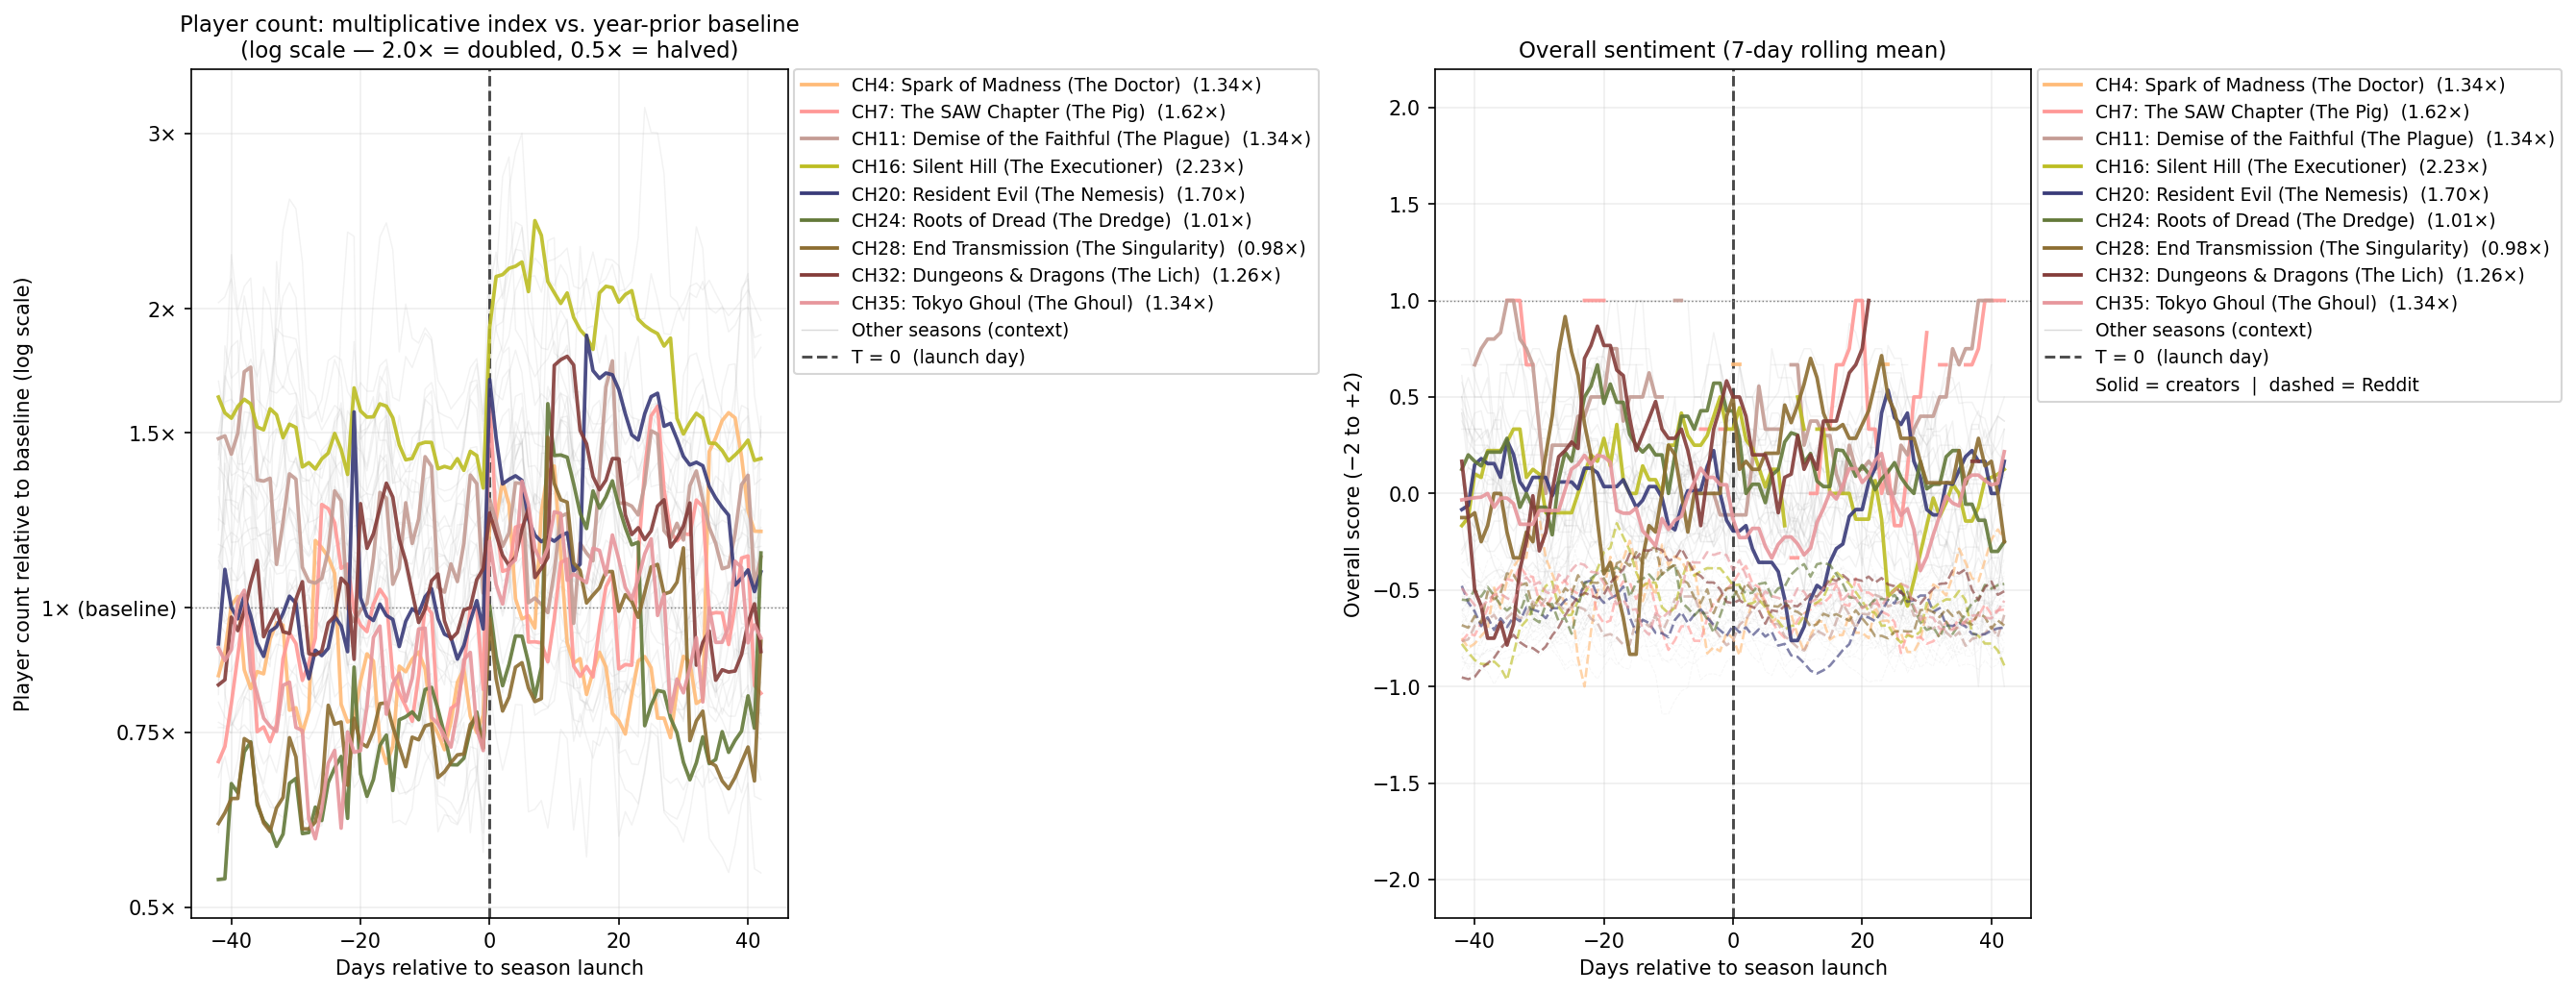 Player count: multiplicative index vs. year-prior baseline
(log scale — 2.0× = doubled, 0.5× = halved)
Player count relative to baseline (log scale)
3×
2×
1.5×
1× (baseline)
0.75×
0.5×
−40
−20
0
20
40
Days relative to season launch
CH4: Spark of Madness (The Doctor)  (1.34×)
CH7: The SAW Chapter (The Pig)  (1.62×)
CH11: Demise of the Faithful (The Plague)  (1.34×)
CH16: Silent Hill (The Executioner)  (2.23×)
CH20: Resident Evil (The Nemesis)  (1.70×)
CH24: Roots of Dread (The Dredge)  (1.01×)
CH28: End Transmission (The Singularity)  (0.98×)
CH32: Dungeons & Dragons (The Lich)  (1.26×)
CH35: Tokyo Ghoul (The Ghoul)  (1.34×)
Other seasons (context)
T = 0  (launch day)
Overall sentiment (7-day rolling mean)
Overall score (−2 to +2)
2.0
1.5
1.0
0.5
0.0
−0.5
−1.0
−1.5
−2.0
−40
−20
0
20
40
Days relative to season launch
CH4: Spark of Madness (The Doctor)  (1.34×)
CH7: The SAW Chapter (The Pig)  (1.62×)
CH11: Demise of the Faithful (The Plague)  (1.34×)
CH16: Silent Hill (The Executioner)  (2.23×)
CH20: Resident Evil (The Nemesis)  (1.70×)
CH24: Roots of Dread (The Dredge)  (1.01×)
CH28: End Transmission (The Singularity)  (0.98×)
CH32: Dungeons & Dragons (The Lich)  (1.26×)
CH35: Tokyo Ghoul (The Ghoul)  (1.34×)
Other seasons (context)
T = 0  (launch day)
Solid = creators  |  dashed = Reddit